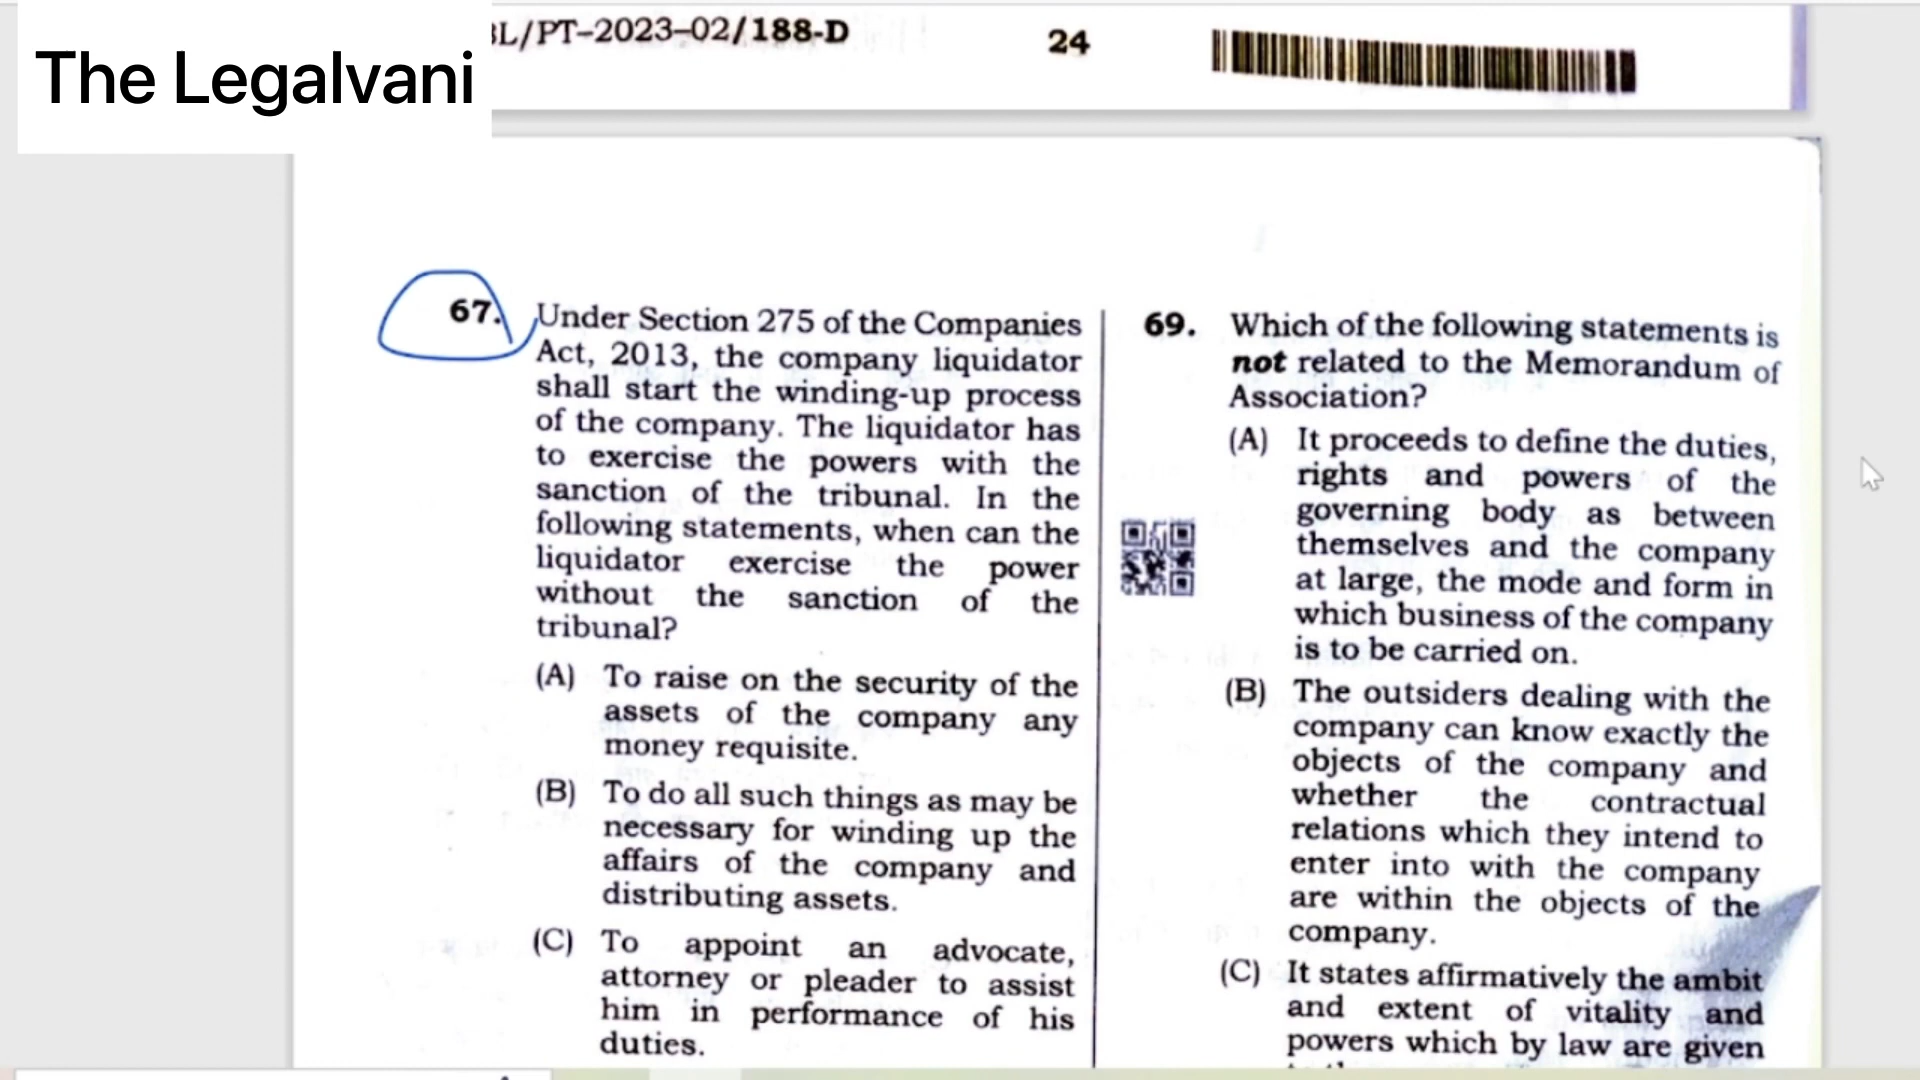 The Legalvani
L/PT-2023-02/188-D
24
67.
Under Section 275 of the Companies
Act, 2013, the company liquidator
shall start the winding-up process
of the company. The liquidator has
to exercise the powers with the
sanction of the tribunal. In the
following statements, when can the
liquidator exercise the power
without the sanction of the
tribunal?
(A) To raise on the security of the
assets of the company any
money requisite.
(B) To do all such things as may be
necessary for winding up the
affairs of the company and
distributing assets.
(C) To appoint an advocate,
attorney or pleader to assist
him in performance of his
duties.
69. Which of the following statements is
not related to the Memorandum of
Association?
(A) It proceeds to define the duties,
rights and powers of the
governing body as between
themselves and the company
at large, the mode and form in
which business of the company
is to be carried on.
(B) The outsiders dealing with the
company can know exactly the
objects of the company and
whether the contractual
relations which they intend to
enter into with the company
are within the objects of the
company.
(C) It states affirmatively the ambit
and extent of vitality and
powers which by law are given